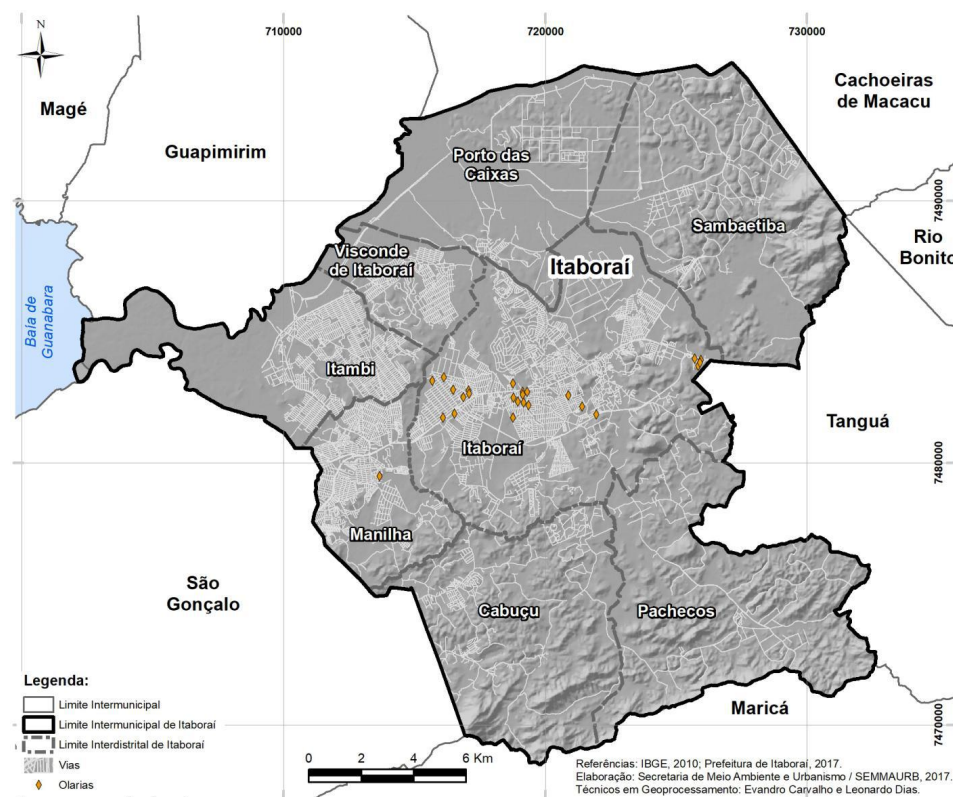 710000
720000
730000
N
Magé
Guapimirim
Cachoeiras
de Macacu
Porto das
Caixas
7490000
Sambaetiba
Rio
Bonito
Visconde
de Itaboraí
Itaboraí
Baía de
Guanabara
Itambi
Tanguá
Itaboraí
7480000
Manilha
São
Gonçalo
Cabuçu
Pachecos
Maricá
7470000
Legenda:
Limite Intermunicipal
Limite Intermunicipal de Itaboraí
Limite Interdistrital de Itaboraí
Vias
Olarias
0 2 4 6 Km
Referências: IBGE, 2010; Prefeitura de Itaboraí, 2017.
Elaboração: Secretaria de Meio Ambiente e Urbanismo / SEMMAURB, 2017.
Técnicos em Geoprocessamento: Evandro Carvalho e Leonardo Dias.